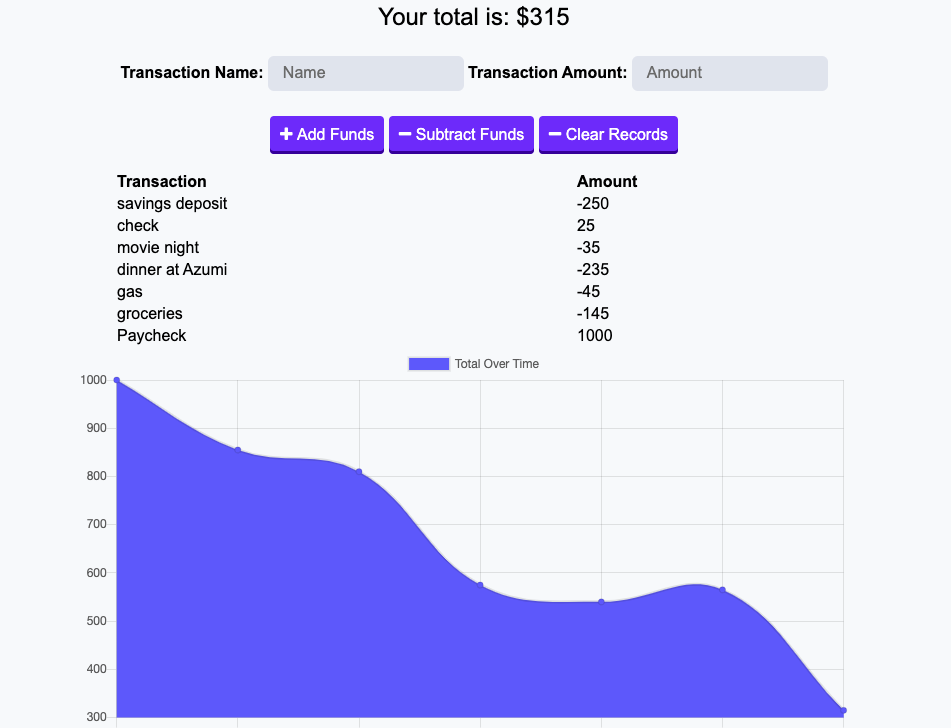 Your total is: $315
Transaction Name: Name Transaction Amount: Amount
Add Funds Subtract Funds Clear Records
Transaction Amount
savings deposit -250
check 25
movie night -35
dinner at Azumi -235
gas -45
groceries -145
Paycheck 1000
Total Over Time
1000
900
800
700
600
500
400
300